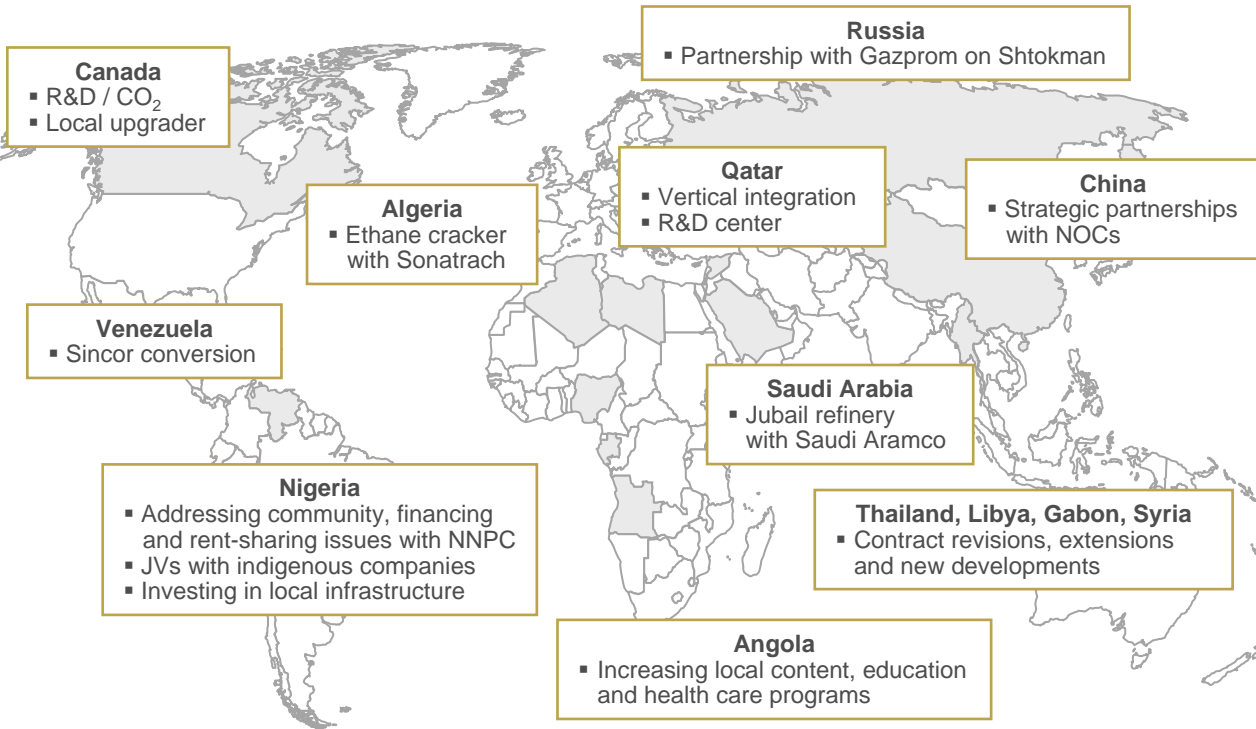 Russia
▪ Partnership with Gazprom on Shtokman
Canada
▪ R&D / CO₂
▪ Local upgrader
Qatar
▪ Vertical integration
▪ R&D center
China
▪ Strategic partnerships
with NOCs
Algeria
▪ Ethane cracker
with Sonatrach
Venezuela
▪ Sincor conversion
Saudi Arabia
▪ Jubail refinery
with Saudi Aramco
Nigeria
▪ Addressing community, financing
and rent-sharing issues with NNPC
▪ JVs with indigenous companies
▪ Investing in local infrastructure
Thailand, Libya, Gabon, Syria
▪ Contract revisions, extensions
and new developments
Angola
▪ Increasing local content, education
and health care programs